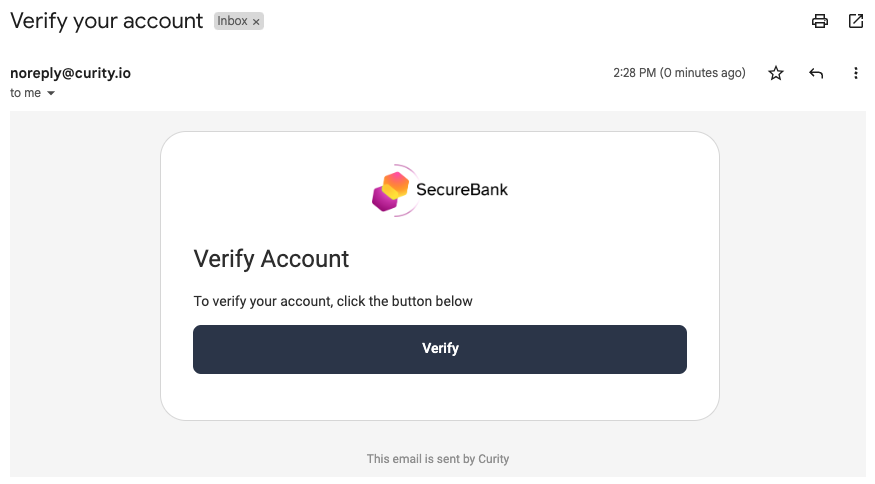 Verify your account Inbox ×
noreply@curity.io 2:28 PM (0 minutes ago)
to me
SecureBank
Verify Account
To verify your account, click the button below
Verify
This email is sent by Curity